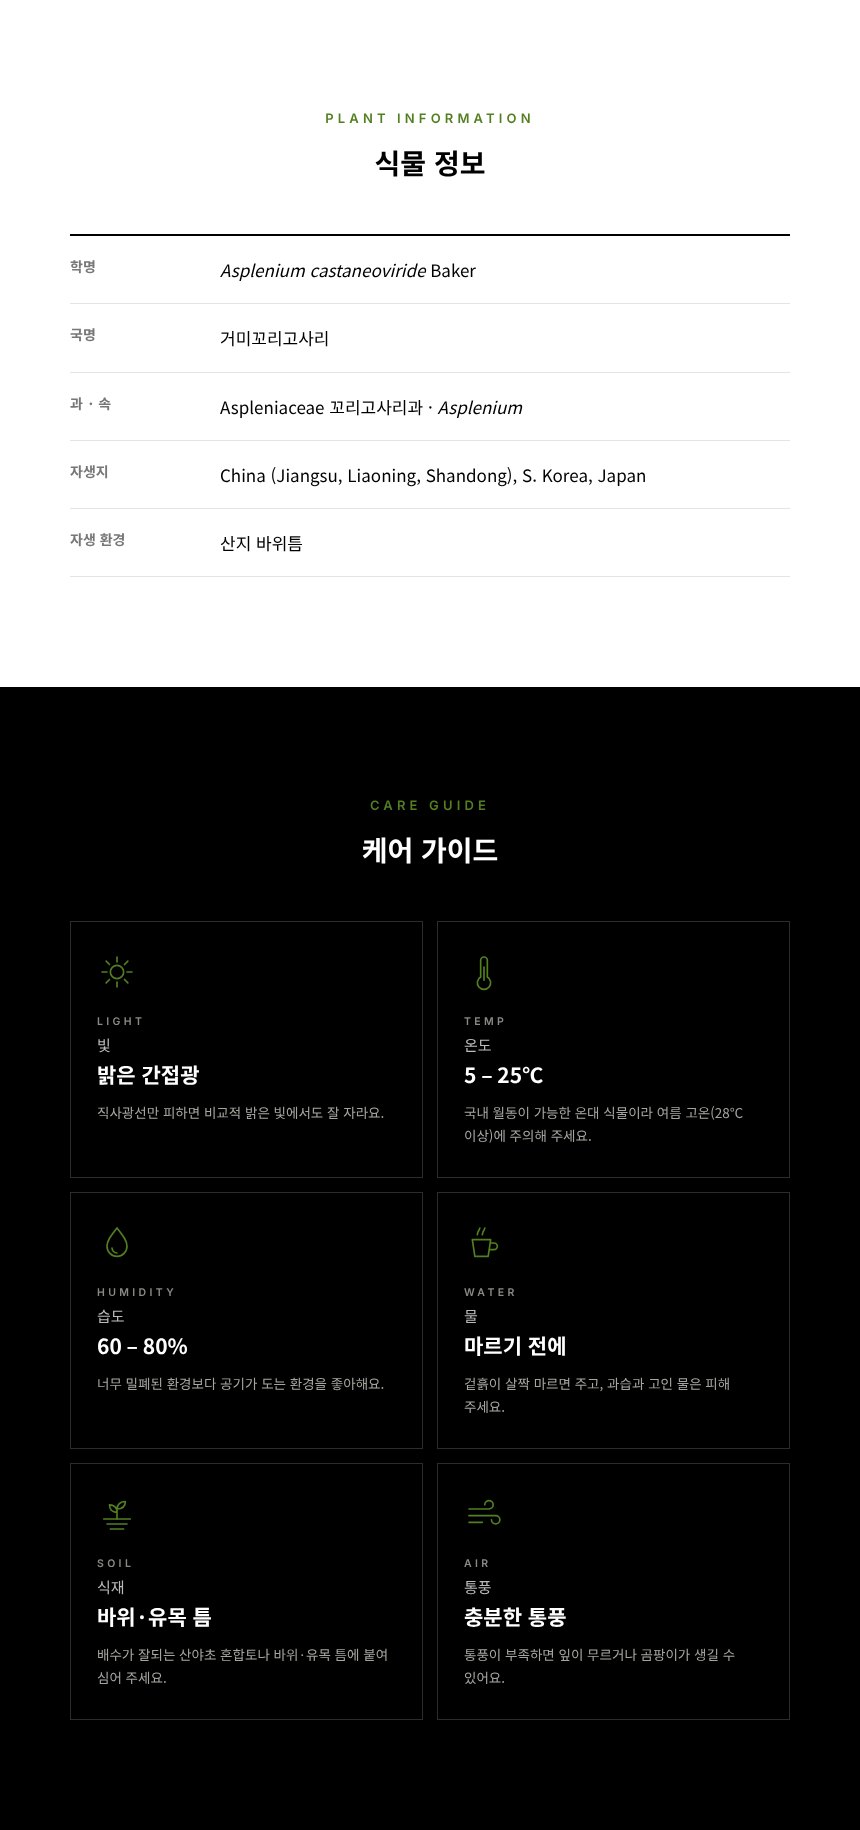 PLANT INFORMATION
식물 정보
학명
Asplenium castaneoviride Baker
국명
거미꼬리고사리
과 · 속
Aspleniaceae 꼬리고사리과 · Asplenium
자생지
China (Jiangsu, Liaoning, Shandong), S. Korea, Japan
자생 환경
산지 바위틈
CARE GUIDE
케어 가이드
LIGHT
빛
밝은 간접광
직사광선만 피하면 비교적 밝은 빛에서도 잘 자라요.
TEMP
온도
5 – 25°C
국내 월동이 가능한 온대 식물이라 여름 고온(28°C
이상)에 주의해 주세요.
HUMIDITY
습도
60 – 80%
너무 밀폐된 환경보다 공기가 도는 환경을 좋아해요.
WATER
물
마르기 전에
겉흙이 살짝 마르면 주고, 과습과 고인 물은 피해
주세요.
SOIL
식재
바위·유목 틈
배수가 잘되는 산야초 혼합토나 바위·유목 틈에 붙여
심어 주세요.
AIR
통풍
충분한 통풍
통풍이 부족하면 잎이 무르거나 곰팡이가 생길 수
있어요.